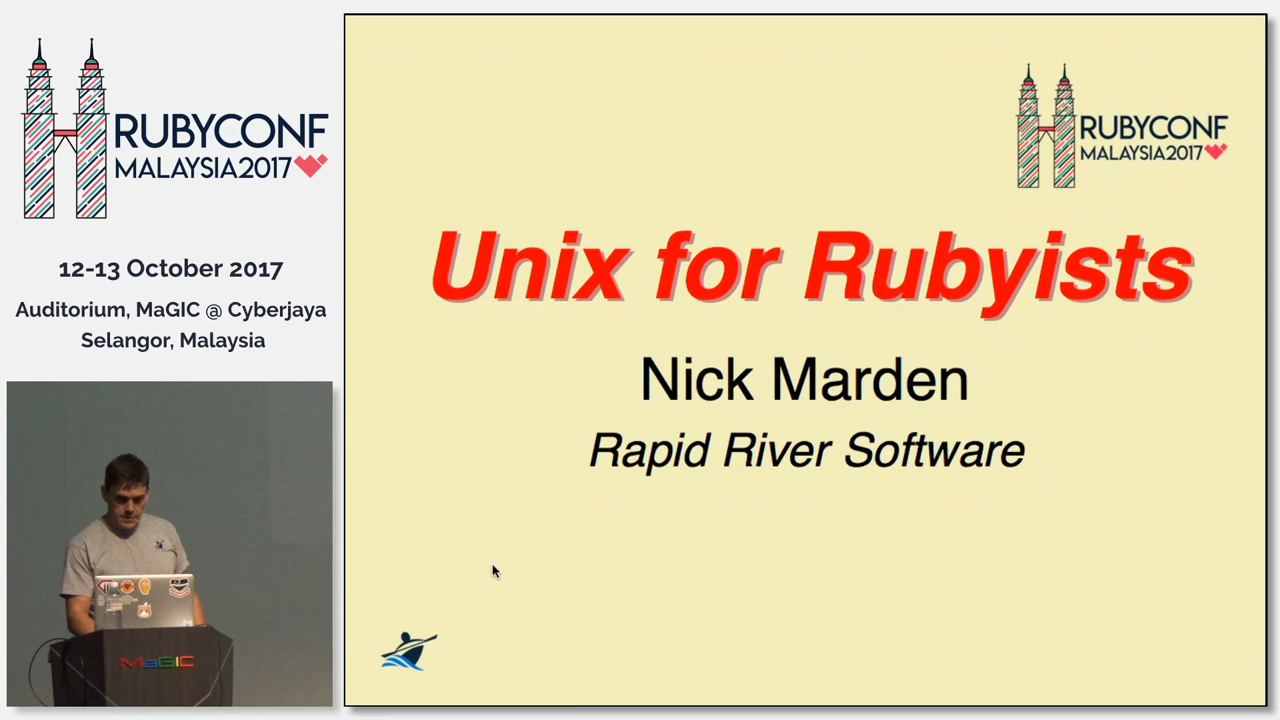 RUBYCONF
MALAYSIA2017
12-13 October 2017
Auditorium, MaGIC @ Cyberjaya
Selangor, Malaysia
MaGIC
RUBYCONF
MALAYSIA2017
Unix for Rubyists
Nick Marden
Rapid River Software